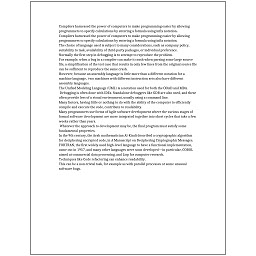 Compilers harnessed the power of computers to make programming easier by allowing
programmers to specify calculations by entering a formula using infix notation.
Compilers harnessed the power of computers to make programming easier by allowing
programmers to specify calculations by entering a formula using infix notation.
The choice of language used is subject to many considerations, such as company policy,
suitability to task, availability of third-party packages, or individual preference.
Normally the first step in debugging is to attempt to reproduce the problem.
For example, when a bug in a compiler can make it crash when parsing some large source
file, a simplification of the test case that results in only few lines from the original source file
can be sufficient to reproduce the same crash.
However, because an assembly language is little more than a different notation for a
machine language, two machines with different instruction sets also have different
assembly languages.
The Unified Modeling Language (UML) is a notation used for both the OOAD and MDA.
Debugging is often done with IDEs. Standalone debuggers like GDB are also used, and these
often provide less of a visual environment, usually using a command line.
Many factors, having little or nothing to do with the ability of the computer to efficiently
compile and execute the code, contribute to readability.
Many programmers use forms of Agile software development where the various stages of
formal software development are more integrated together into short cycles that take a few
weeks rather than years.
Whatever the approach to development may be, the final program must satisfy some
fundamental properties.
In the 9th century, the Arab mathematician Al-Kindi described a cryptographic algorithm
for deciphering encrypted code, in A Manuscript on Deciphering Cryptographic Messages.
FORTRAN, the first widely used high-level language to have a functional implementation,
came out in 1957, and many other languages were soon developed—in particular, COBOL
aimed at commercial data processing, and Lisp for computer research.
Techniques like Code refactoring can enhance readability.
This can be a non-trivial task, for example as with parallel processes or some unusual
software bugs.